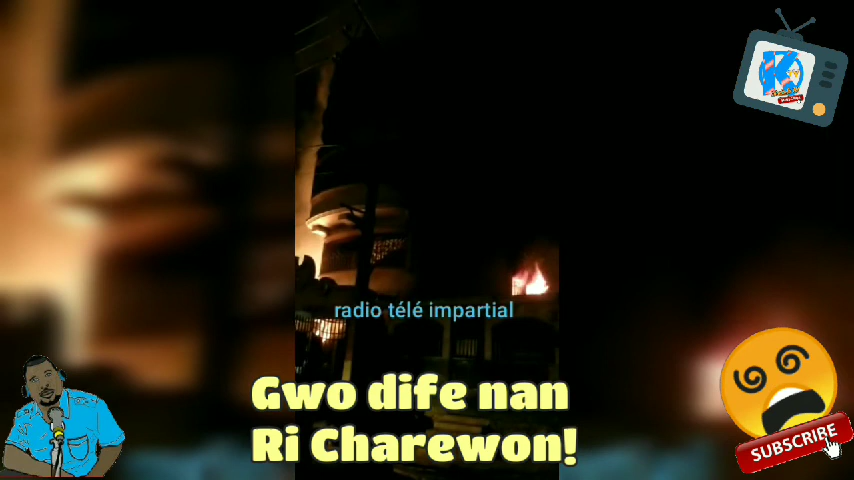 K
radio télé impartial
Gwo dife nan
Ri Charewon!
SUBSCRIBE